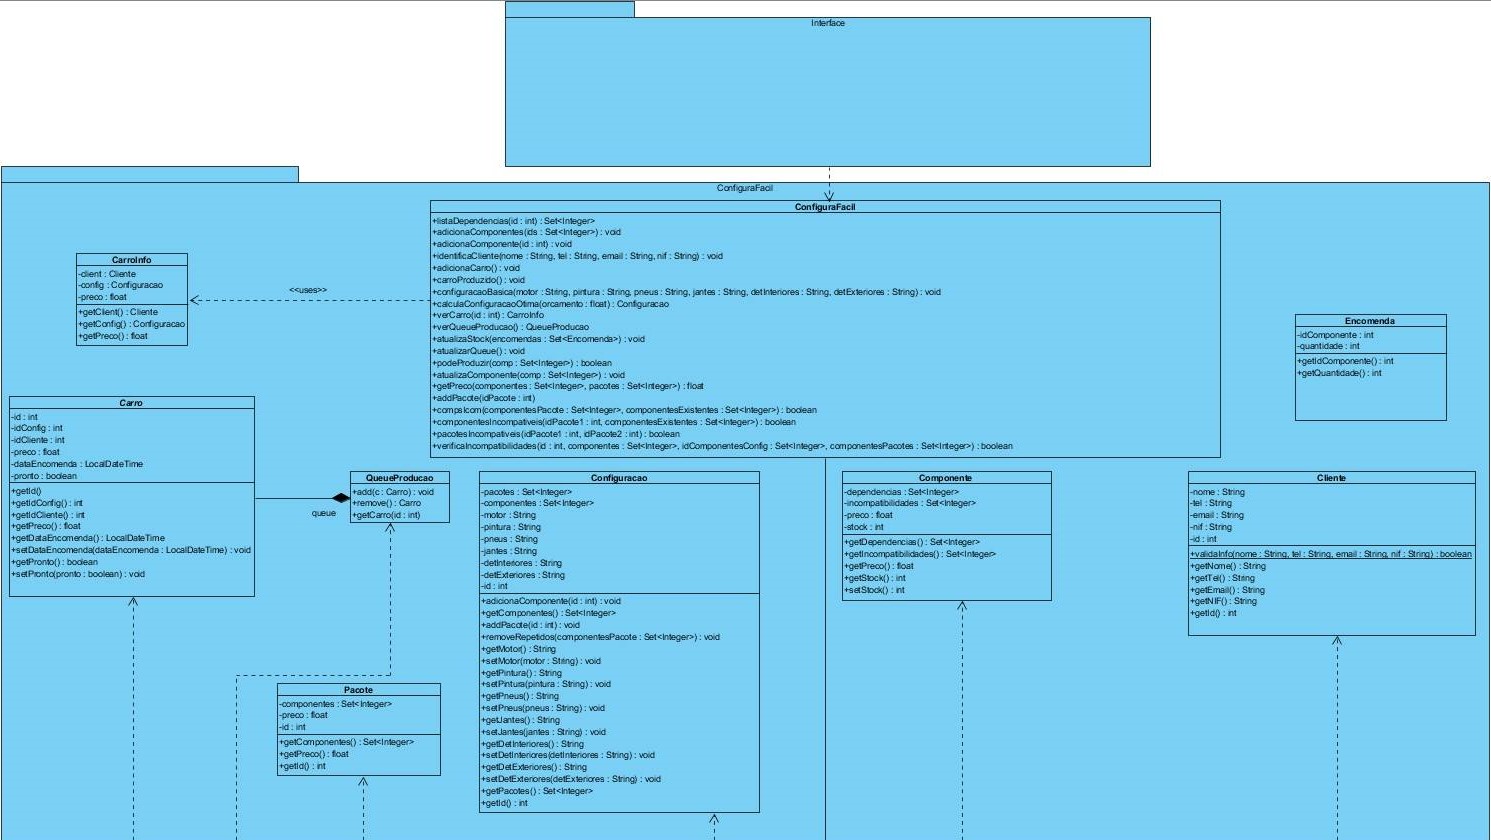 Interface
ConfiguraFacil
ConfiguraFacil
+listaDependencias(id : int) : Set<Integer>
+adicionaComponentes(ids : Set<Integer>) : void
+adicionaComponente(id : int) : void
+identificaCliente(nome : String, tel : String, email : String, nif : String) : void
+adicionaCarro() : void
+carroProduzido() : void
+configuracaoBasica(motor : String, pintura : String, pneus : String, jantes : String, detInteriores : String, detExteriores : String) : void
+calculaConfiguracaoOtima(orcamento : float) : Configuracao
+verCarro(id : int) : CarroInfo
+verQueueProducao() : QueueProducao
+atualizaStock(encomendas : Set<Encomenda>) : void
+atualizarQueue() : void
+podeProduzir(comp : Set<Integer>) : boolean
+atualizaComponente(comp : Set<Integer>) : void
+getPreco(componentes : Set<Integer>, pacotes : Set<Integer>) : float
+addPacote(idPacote : int)
+compsIcom(componentesPacote : Set<Integer>, componentesExistentes : Set<Integer>) : boolean
+componentesIncompativeis(idPacote1 : int, componentesExistentes : Set<Integer>) : boolean
+pacotesIncompativeis(idPacote1 : int, idPacote2 : int) : boolean
+verificaIncompatibilidades(id : int, componentes : Set<Integer>, idComponentesConfig : Set<Integer>, componentesPacotes : Set<Integer>) : boolean
CarroInfo
-client : Cliente
-config : Configuracao
-preco : float
+getClient() : Cliente
+getConfig() : Configuracao
+getPreco() : float
<<uses>>
Encomenda
-idComponente : int
-quantidade : int
+getIdComponente() : int
+getQuantidade() : int
Carro
-id : int
-idConfig : int
-idCliente : int
-preco : float
-dataEncomenda : LocalDateTime
-pronto : boolean
+getId()
+getIdConfig() : int
+getIdCliente() : int
+getPreco() : float
+getDataEncomenda() : LocalDateTime
+setDataEncomenda(dataEncomenda : LocalDateTime) : void
+getPronto() : boolean
+setPronto(pronto : boolean) : void
queue
QueueProducao
+add(c : Carro) : void
+remove() : Carro
+getCarro(id : int)
Configuracao
-pacotes : Set<Integer>
-componentes : Set<Integer>
-motor : String
-pintura : String
-pneus : String
-jantes : String
-detInteriores : String
-detExteriores : String
-id : int
+adicionaComponente(id : int) : void
+getComponentes() : Set<Integer>
+addPacote(id : int) : void
+removeRepetidos(componentesPacote : Set<Integer>) : void
+getMotor() : String
+setMotor(motor : String) : void
+getPintura() : String
+setPintura(pintura : String) : void
+getPneus() : String
+setPneus(pneus : String) : void
+getJantes() : String
+setJantes(jantes : String) : void
+getDetInteriores() : String
+setDetInteriores(detInteriores : String) : void
+getDetExteriores() : String
+setDetExteriores(detExteriores : String) : void
+getPacotes() : Set<Integer>
+getId() : int
Componente
-dependencias : Set<Integer>
-incompatibilidades : Set<Integer>
-preco : float
-stock : int
+getDependencias() : Set<Integer>
+getIncompatibilidades() : Set<Integer>
+getPreco() : float
+getStock() : int
+setStock() : int
Cliente
-nome : String
-tel : String
-email : String
-nif : String
-id : int
+validaInfo(nome : String, tel : String, email : String, nif : String) : boolean
+getNome() : String
+getTel() : String
+getEmail() : String
+getNIF() : String
+getId() : int
Pacote
-componentes : Set<Integer>
-preco : float
-id : int
+getComponentes() : Set<Integer>
+getPreco() : float
+getId() : int